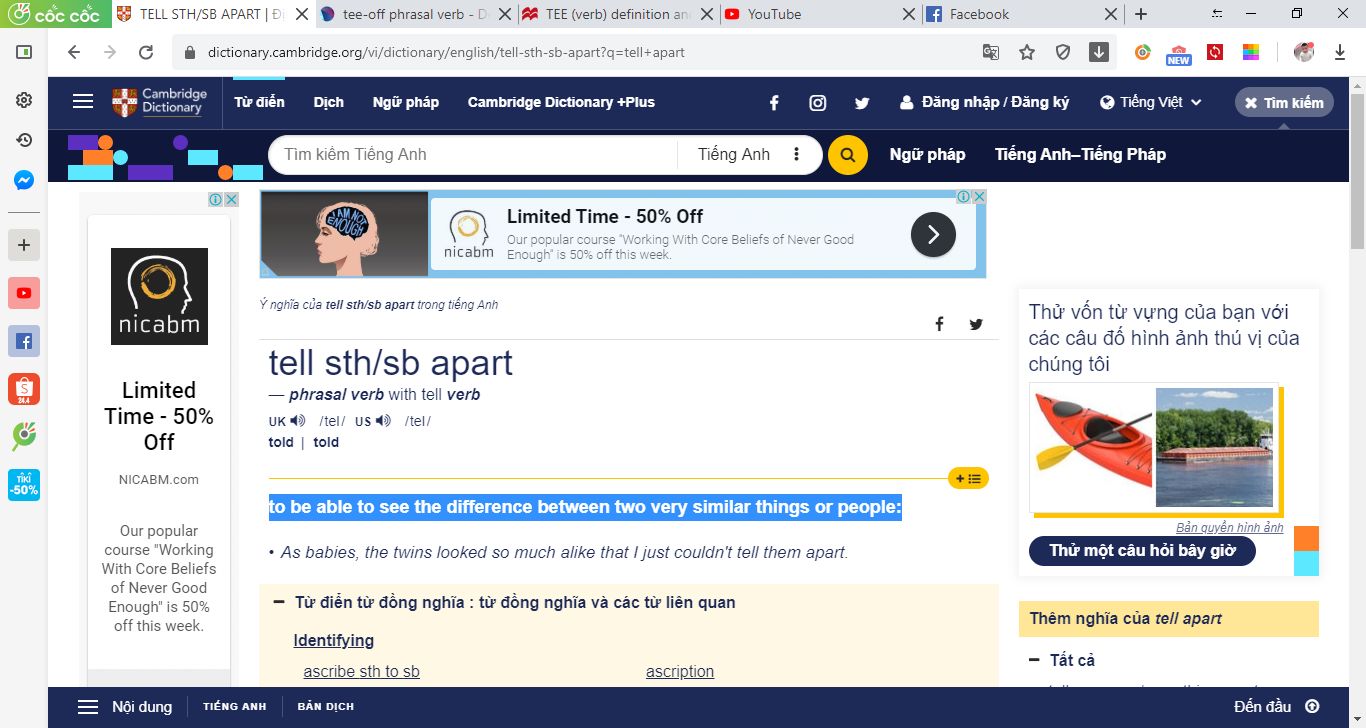 cốc cốc
TELL STH/SB APART | Đị
tee-off phrasal verb - D
TEE (verb) definition an
YouTube
Facebook
dictionary.cambridge.org/vi/dictionary/english/tell-sth-sb-apart?q=tell+apart
NEW
Cambridge
Dictionary
Từ điển
Dịch
Ngữ pháp
Cambridge Dictionary +Plus
Đăng nhập / Đăng ký
Tiếng Việt
Tìm kiếm
Tìm kiếm Tiếng Anh
Tiếng Anh
Ngữ pháp
Tiếng Anh–Tiếng Pháp
24.4
TIKI
-50%
nicabm
Limited
Time - 50%
Off
NICABM.com
Our popular
course "Working
With Core Beliefs
of Never Good
Enough" is 50%
off this week.
I AM NOT
ENOUGH
nicabm
Limited Time - 50% Off
Our popular course "Working With Core Beliefs of Never Good
Enough" is 50% off this week.
Ý nghĩa của tell sth/sb apart trong tiếng Anh
tell sth/sb apart
— phrasal verb with tell verb
UK /tel/ US /tel/
told | told
to be able to see the difference between two very similar things or people:
• As babies, the twins looked so much alike that I just couldn't tell them apart.
Từ điển từ đồng nghĩa : từ đồng nghĩa và các từ liên quan
Identifying
ascribe sth to sb
ascription
Thử vốn từ vựng của bạn với
các câu đố hình ảnh thú vị của
chúng tôi
Bản quyền hình ảnh
Thử một câu hỏi bây giờ
Thêm nghĩa của tell apart
Tất cả
Nội dung
TIẾNG ANH
BẢN DỊCH
Đến đầu